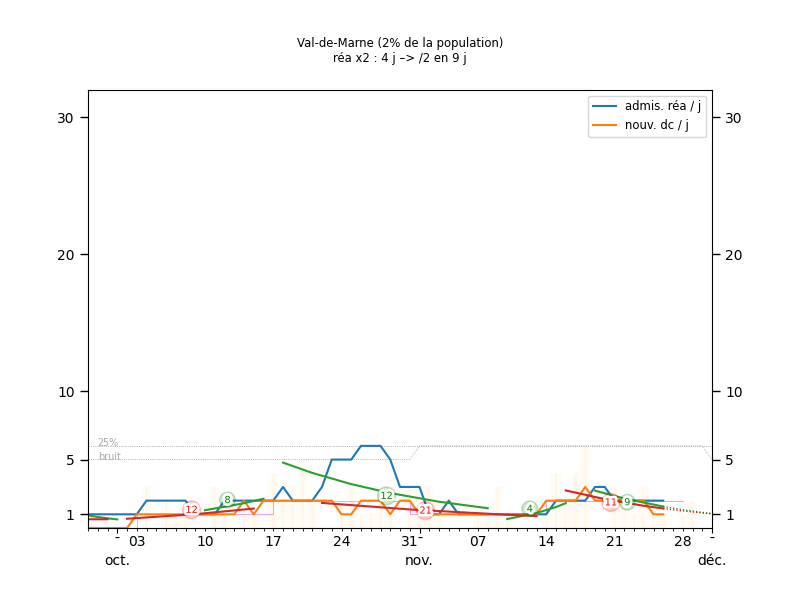 Val-de-Marne (2% de la population)
réa x2 : 4 j –> /2 en 9 j
admis. réa / j
nouv. dc / j
30 30
20 20
10 10
25%
bruit
5 5
8 12 12 21 4 11 9
1 1
- 03 10 17 24 31 07 14 21 28 -
oct. nov. déc.